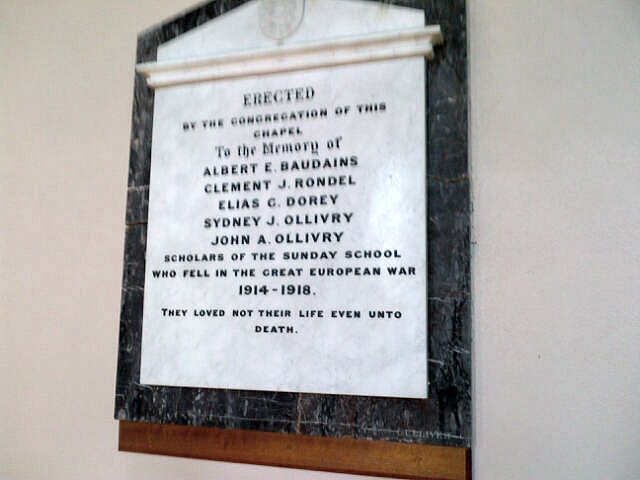 ERECTED
BY THE CONGREGATION OF THIS
CHAPEL
To the Memory of
ALBERT E. BAUDAINS
CLEMENT J. RONDEL
ELIAS G. DOREY
SYDNEY J. OLLIVRY
JOHN A. OLLIVRY
SCHOLARS OF THE SUNDAY SCHOOL
WHO FELL IN THE GREAT EUROPEAN WAR
1914-1918.
THEY LOVED NOT THEIR LIFE EVEN UNTO
DEATH.
GULLIVER